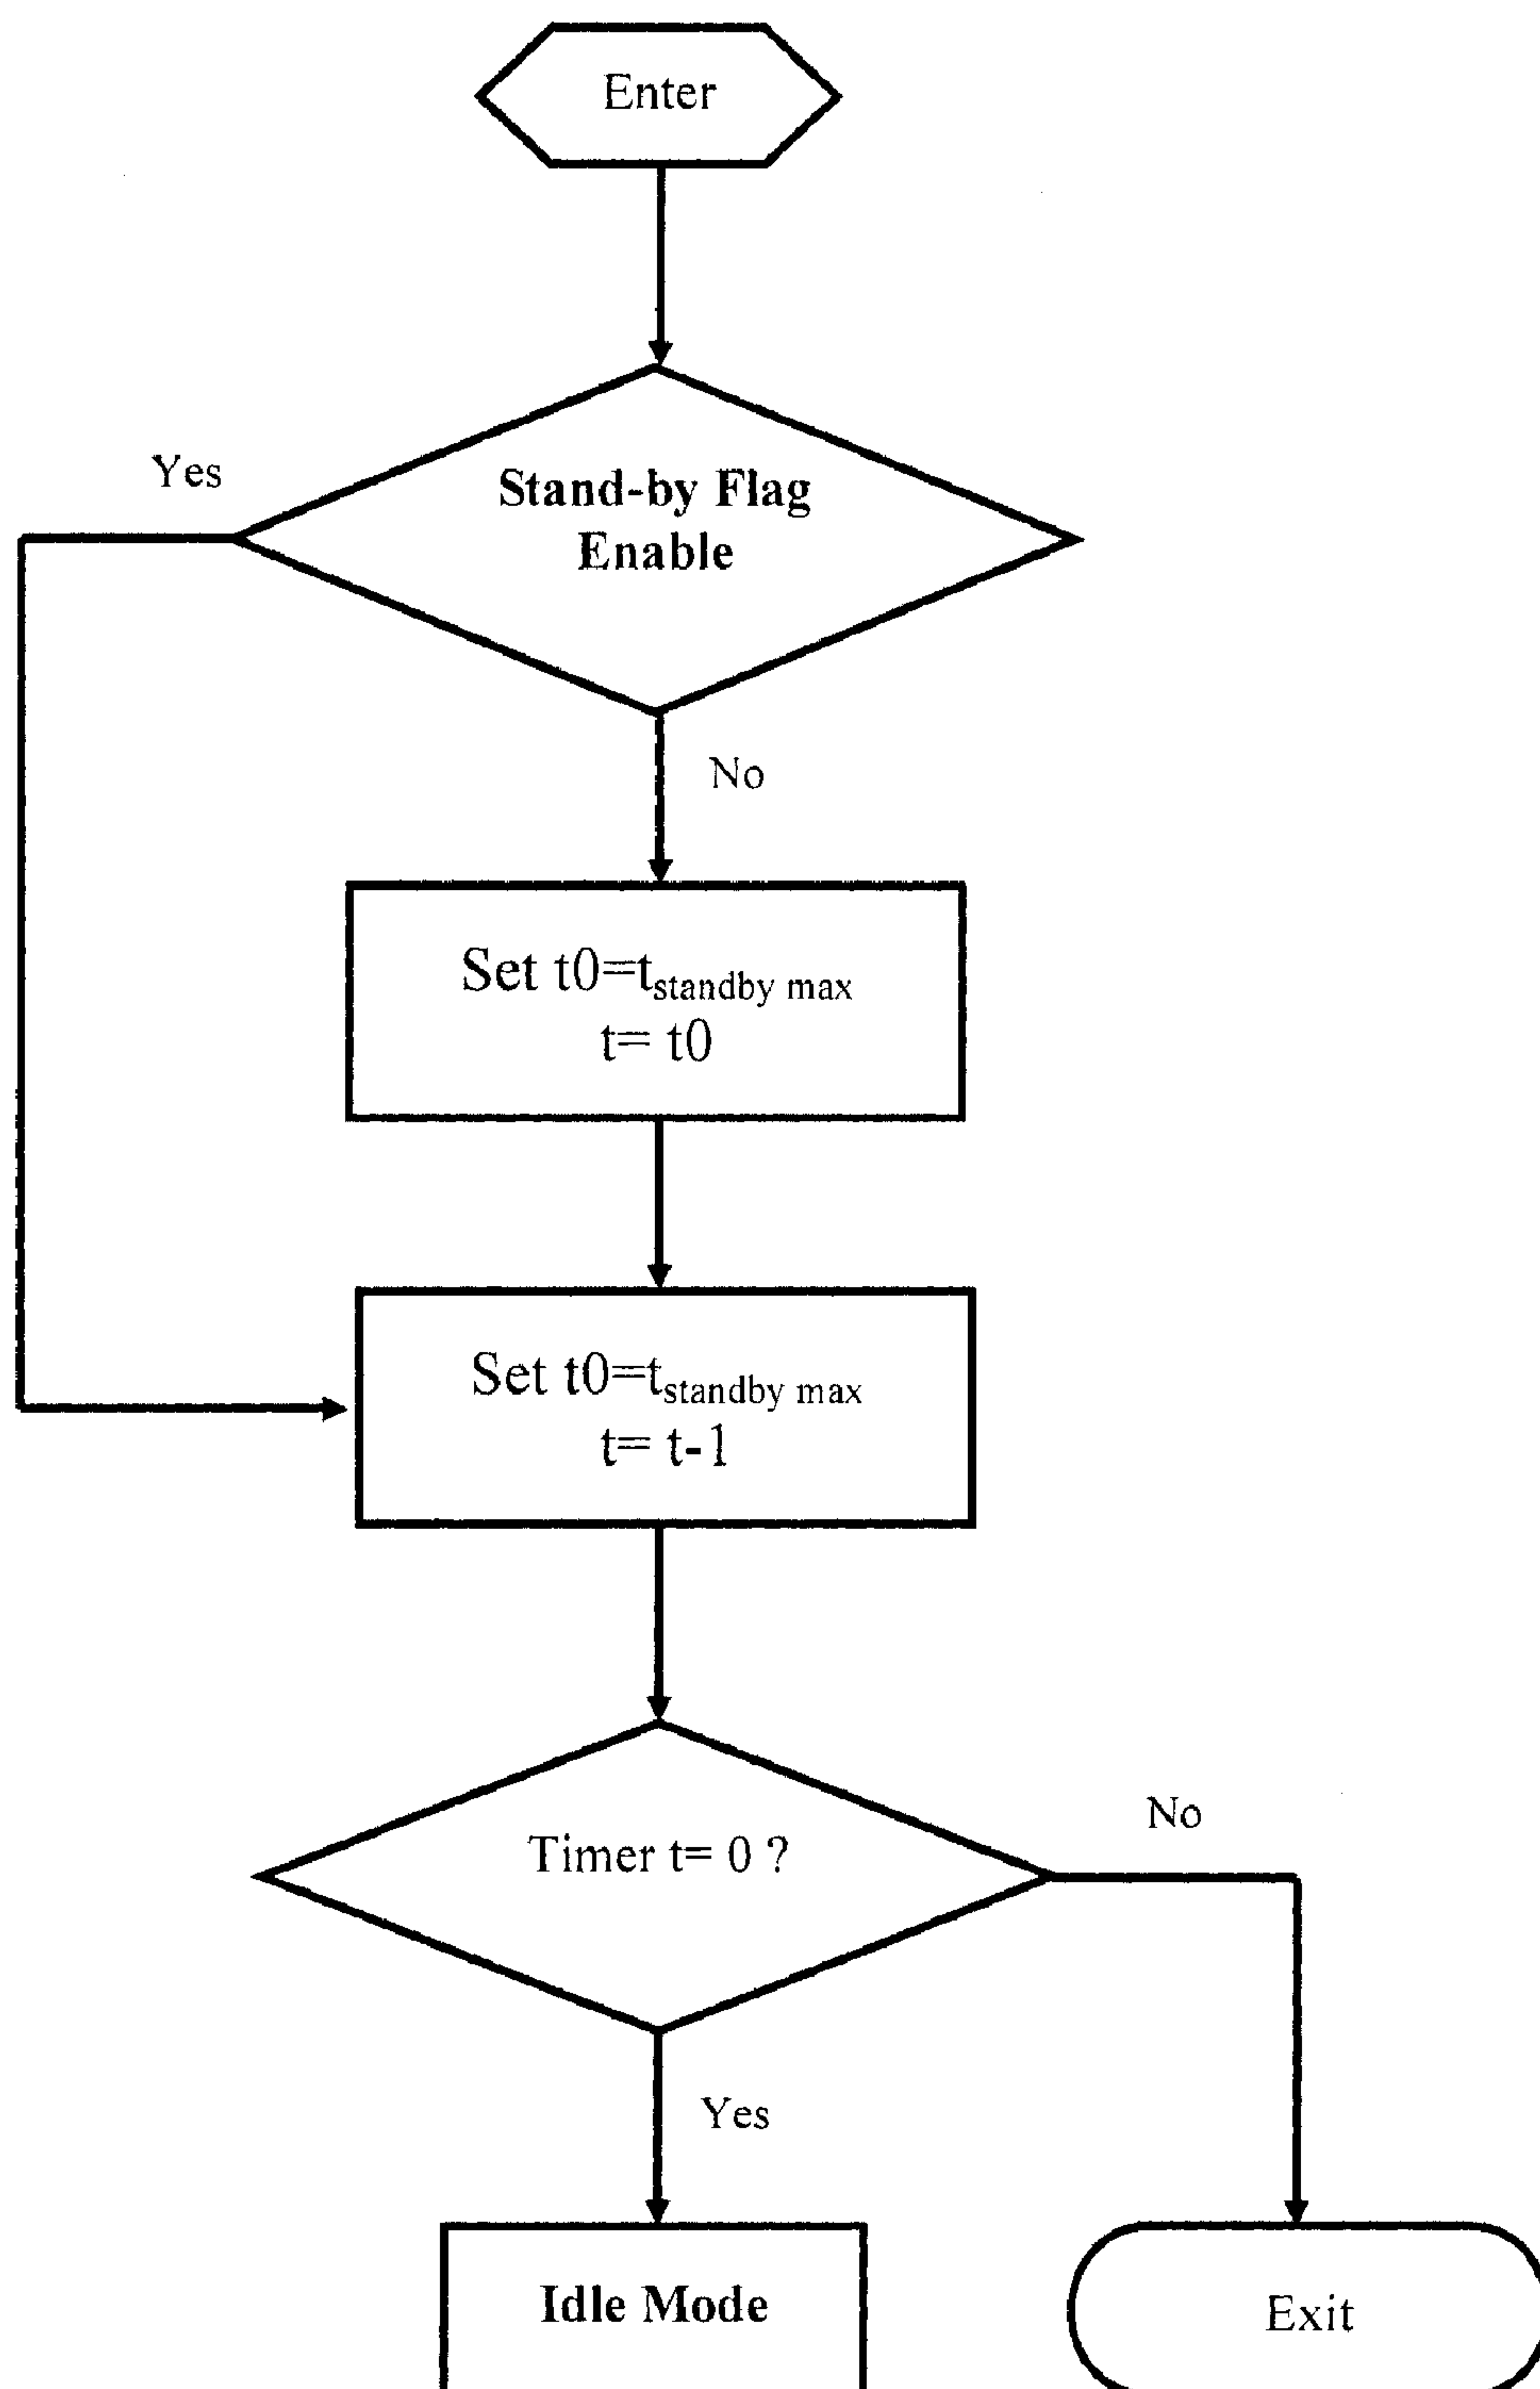 Enter
Yes
Stand-by Flag
Enable
No
Set t0=tstandby max
t= t0
Set t0=tstandby max
t= t-1
Timer t= 0 ?
No
Yes
Idle Mode
Exit